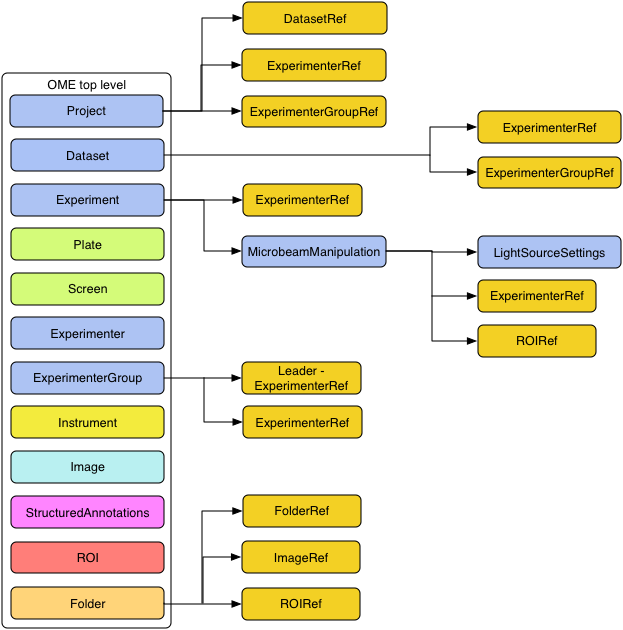 DatasetRef
ExperimenterRef
OME top level
Project
ExperimenterGroupRef
ExperimenterRef
Dataset
ExperimenterGroupRef
Experiment
ExperimenterRef
Plate
MicrobeamManipulation
LightSourceSettings
Screen
ExperimenterRef
Experimenter
ROIRef
ExperimenterGroup
Leader -
ExperimenterRef
Instrument
ExperimenterRef
Image
StructuredAnnotations
FolderRef
ROI
ImageRef
Folder
ROIRef